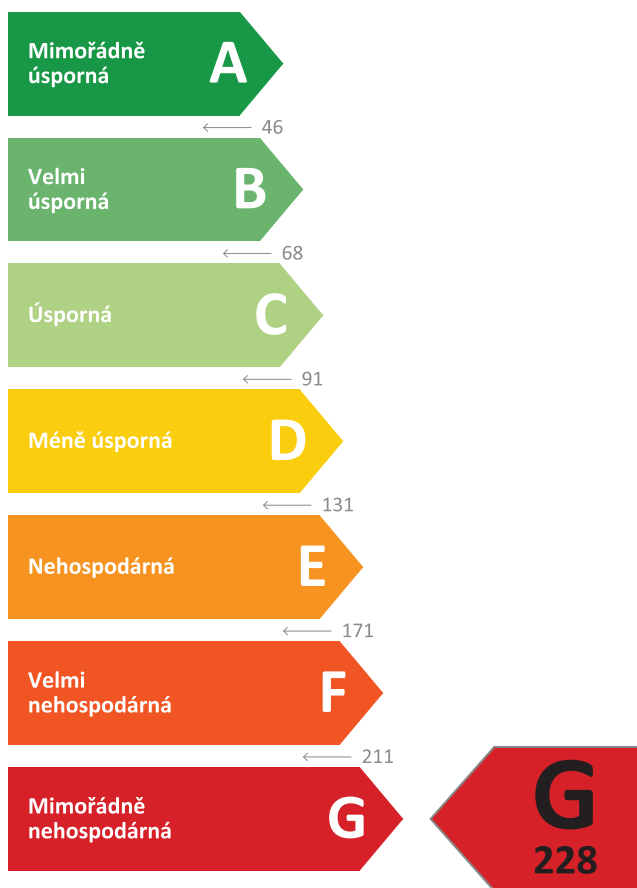 Mimořádně
úsporná
A
46
Velmi
úsporná
B
68
Úsporná
C
91
Méně úsporná
D
131
Nehospodárná
E
171
Velmi
nehospodárná
F
211
Mimořádně
nehospodárná
G
G
228